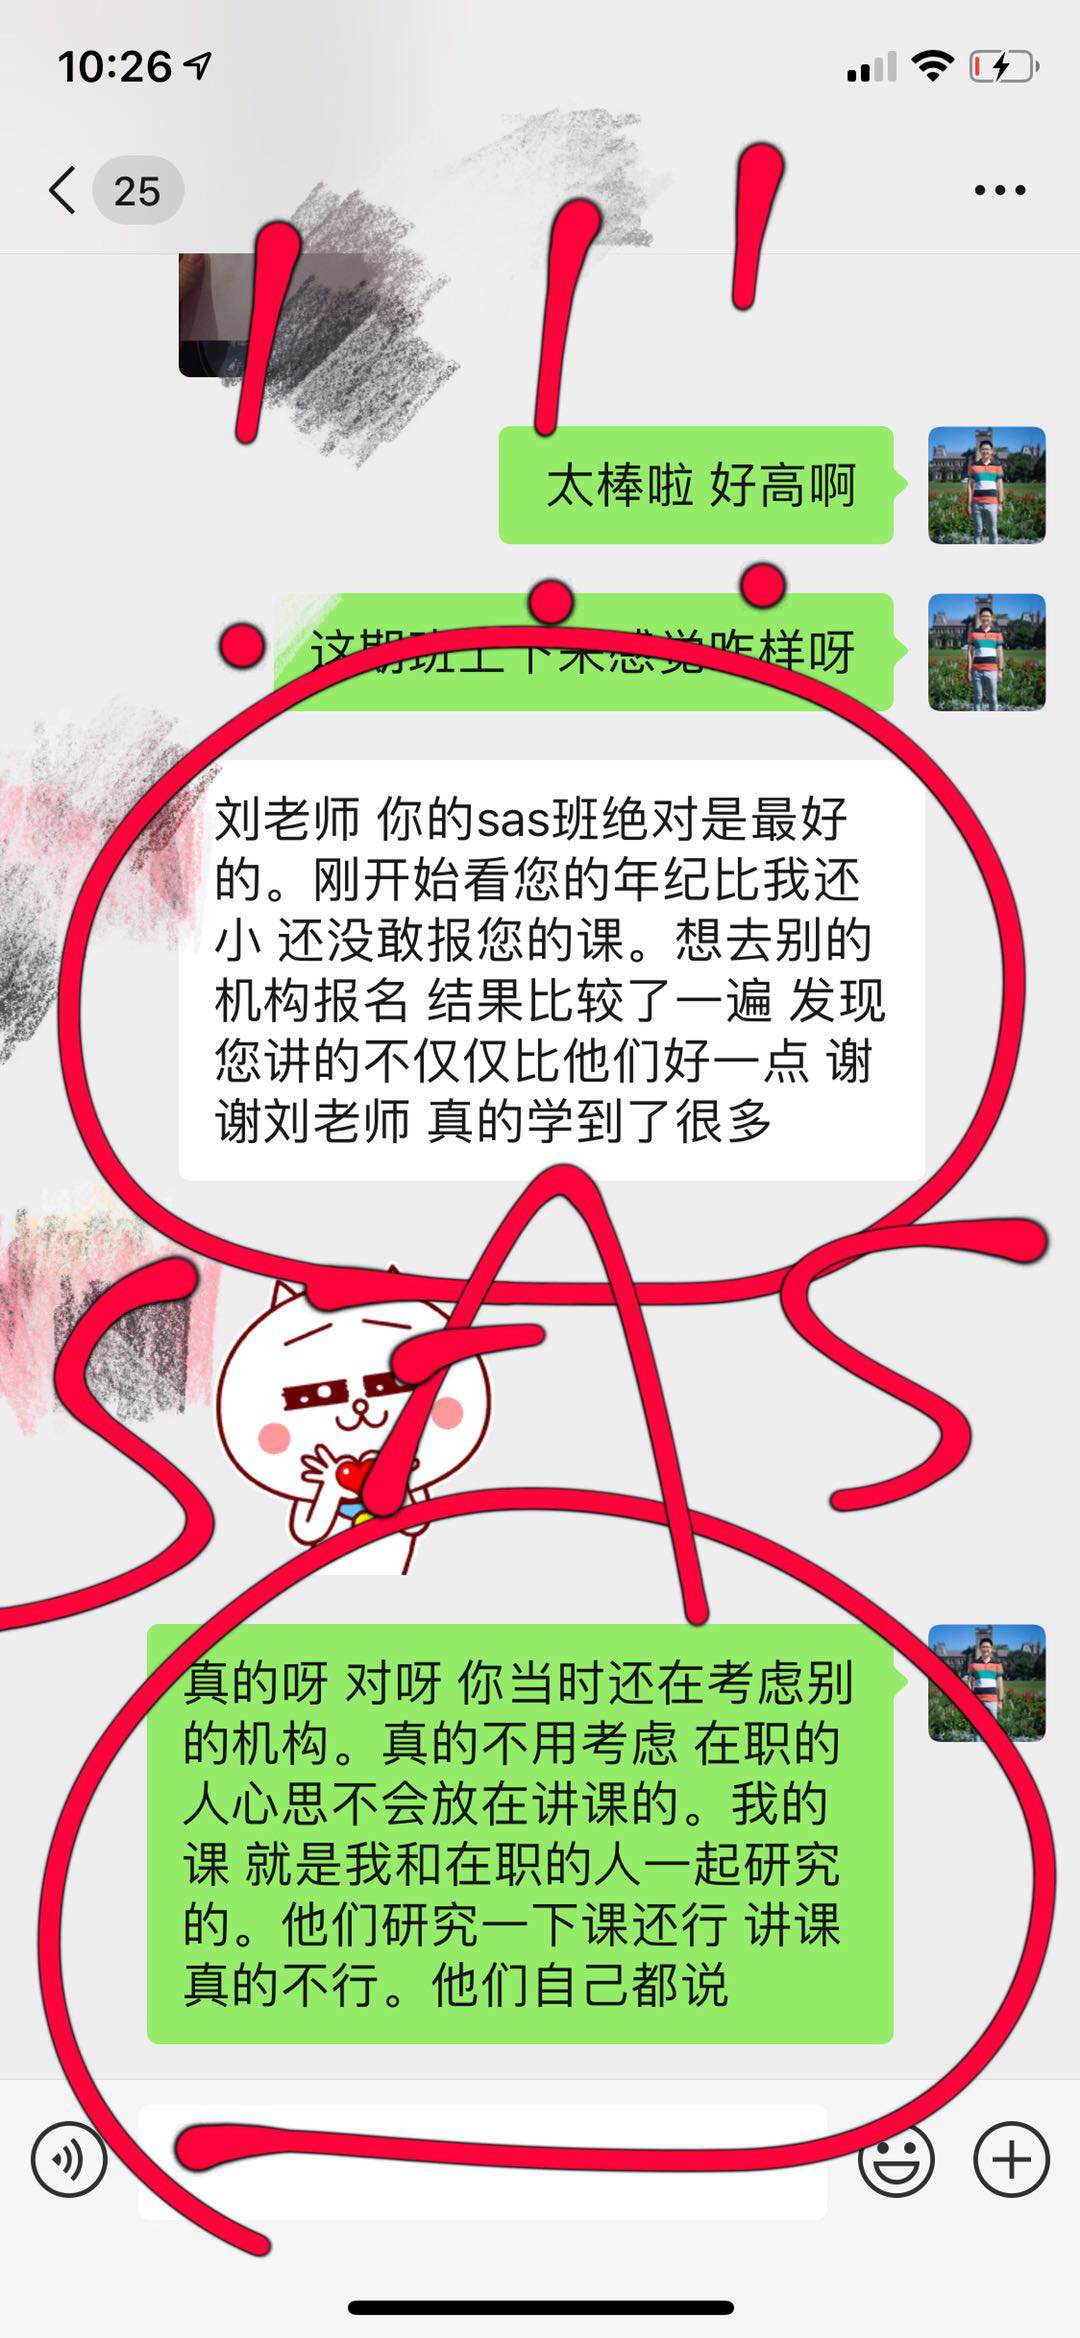 10:26
25
太棒啦 好高啊
这期班上下来感觉咋样呀
刘老师 你的sas班绝对是最好
的。刚开始看您的年纪比我还
小 还没敢报您的课。想去别的
机构报名 结果比较了一遍 发现
您讲的不仅仅比他们好一点 谢
谢刘老师 真的学到了很多
SAS
真的呀 对呀 你当时还在考虑别
的机构。真的不用考虑 在职的
人心思不会放在讲课的。我的
课 就是我和在职的人一起研究
的。他们研究一下课还行 讲课
真的不行。他们自己都说